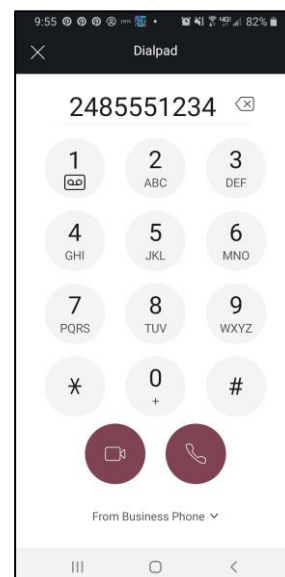 9:55 82%
Dialpad
2485551234
1 2 3
ABC DEF
4 5 6
GHI JKL MNO
7 8 9
PQRS TUV WXYZ
* 0 #
+
From Business Phone